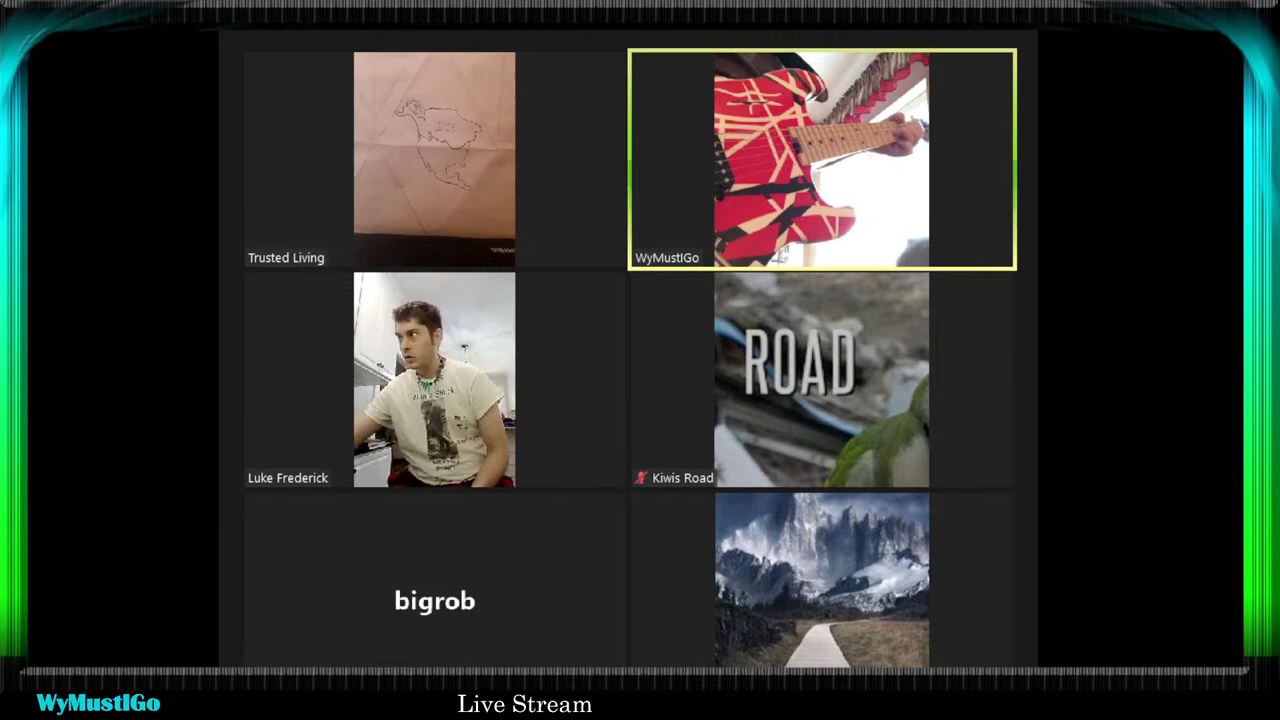 Trusted Living
WyMustIGo
Luke Frederick
ROAD
Kiwis Road
bigrob
WyMustIGo
Live Stream